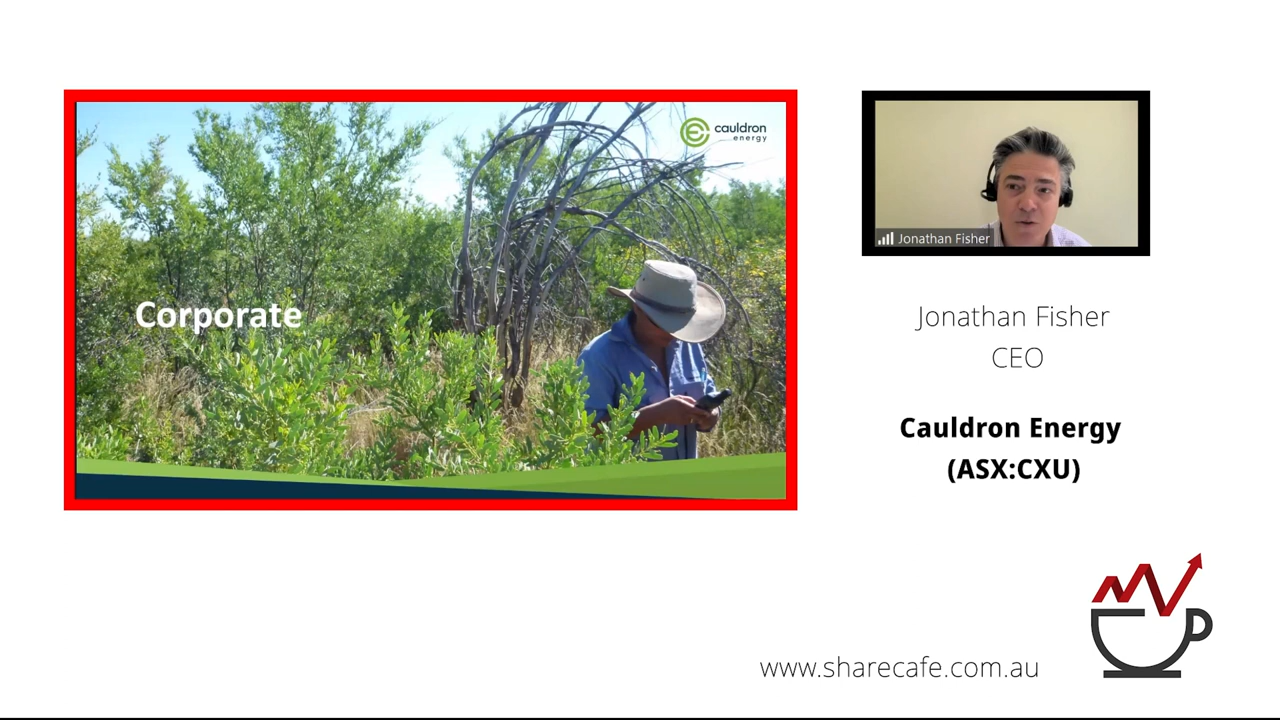 cauldron
energy
Corporate
Jonathan Fisher
Jonathan Fisher
CEO
Cauldron Energy
(ASX:CXU)
www.sharecafe.com.au